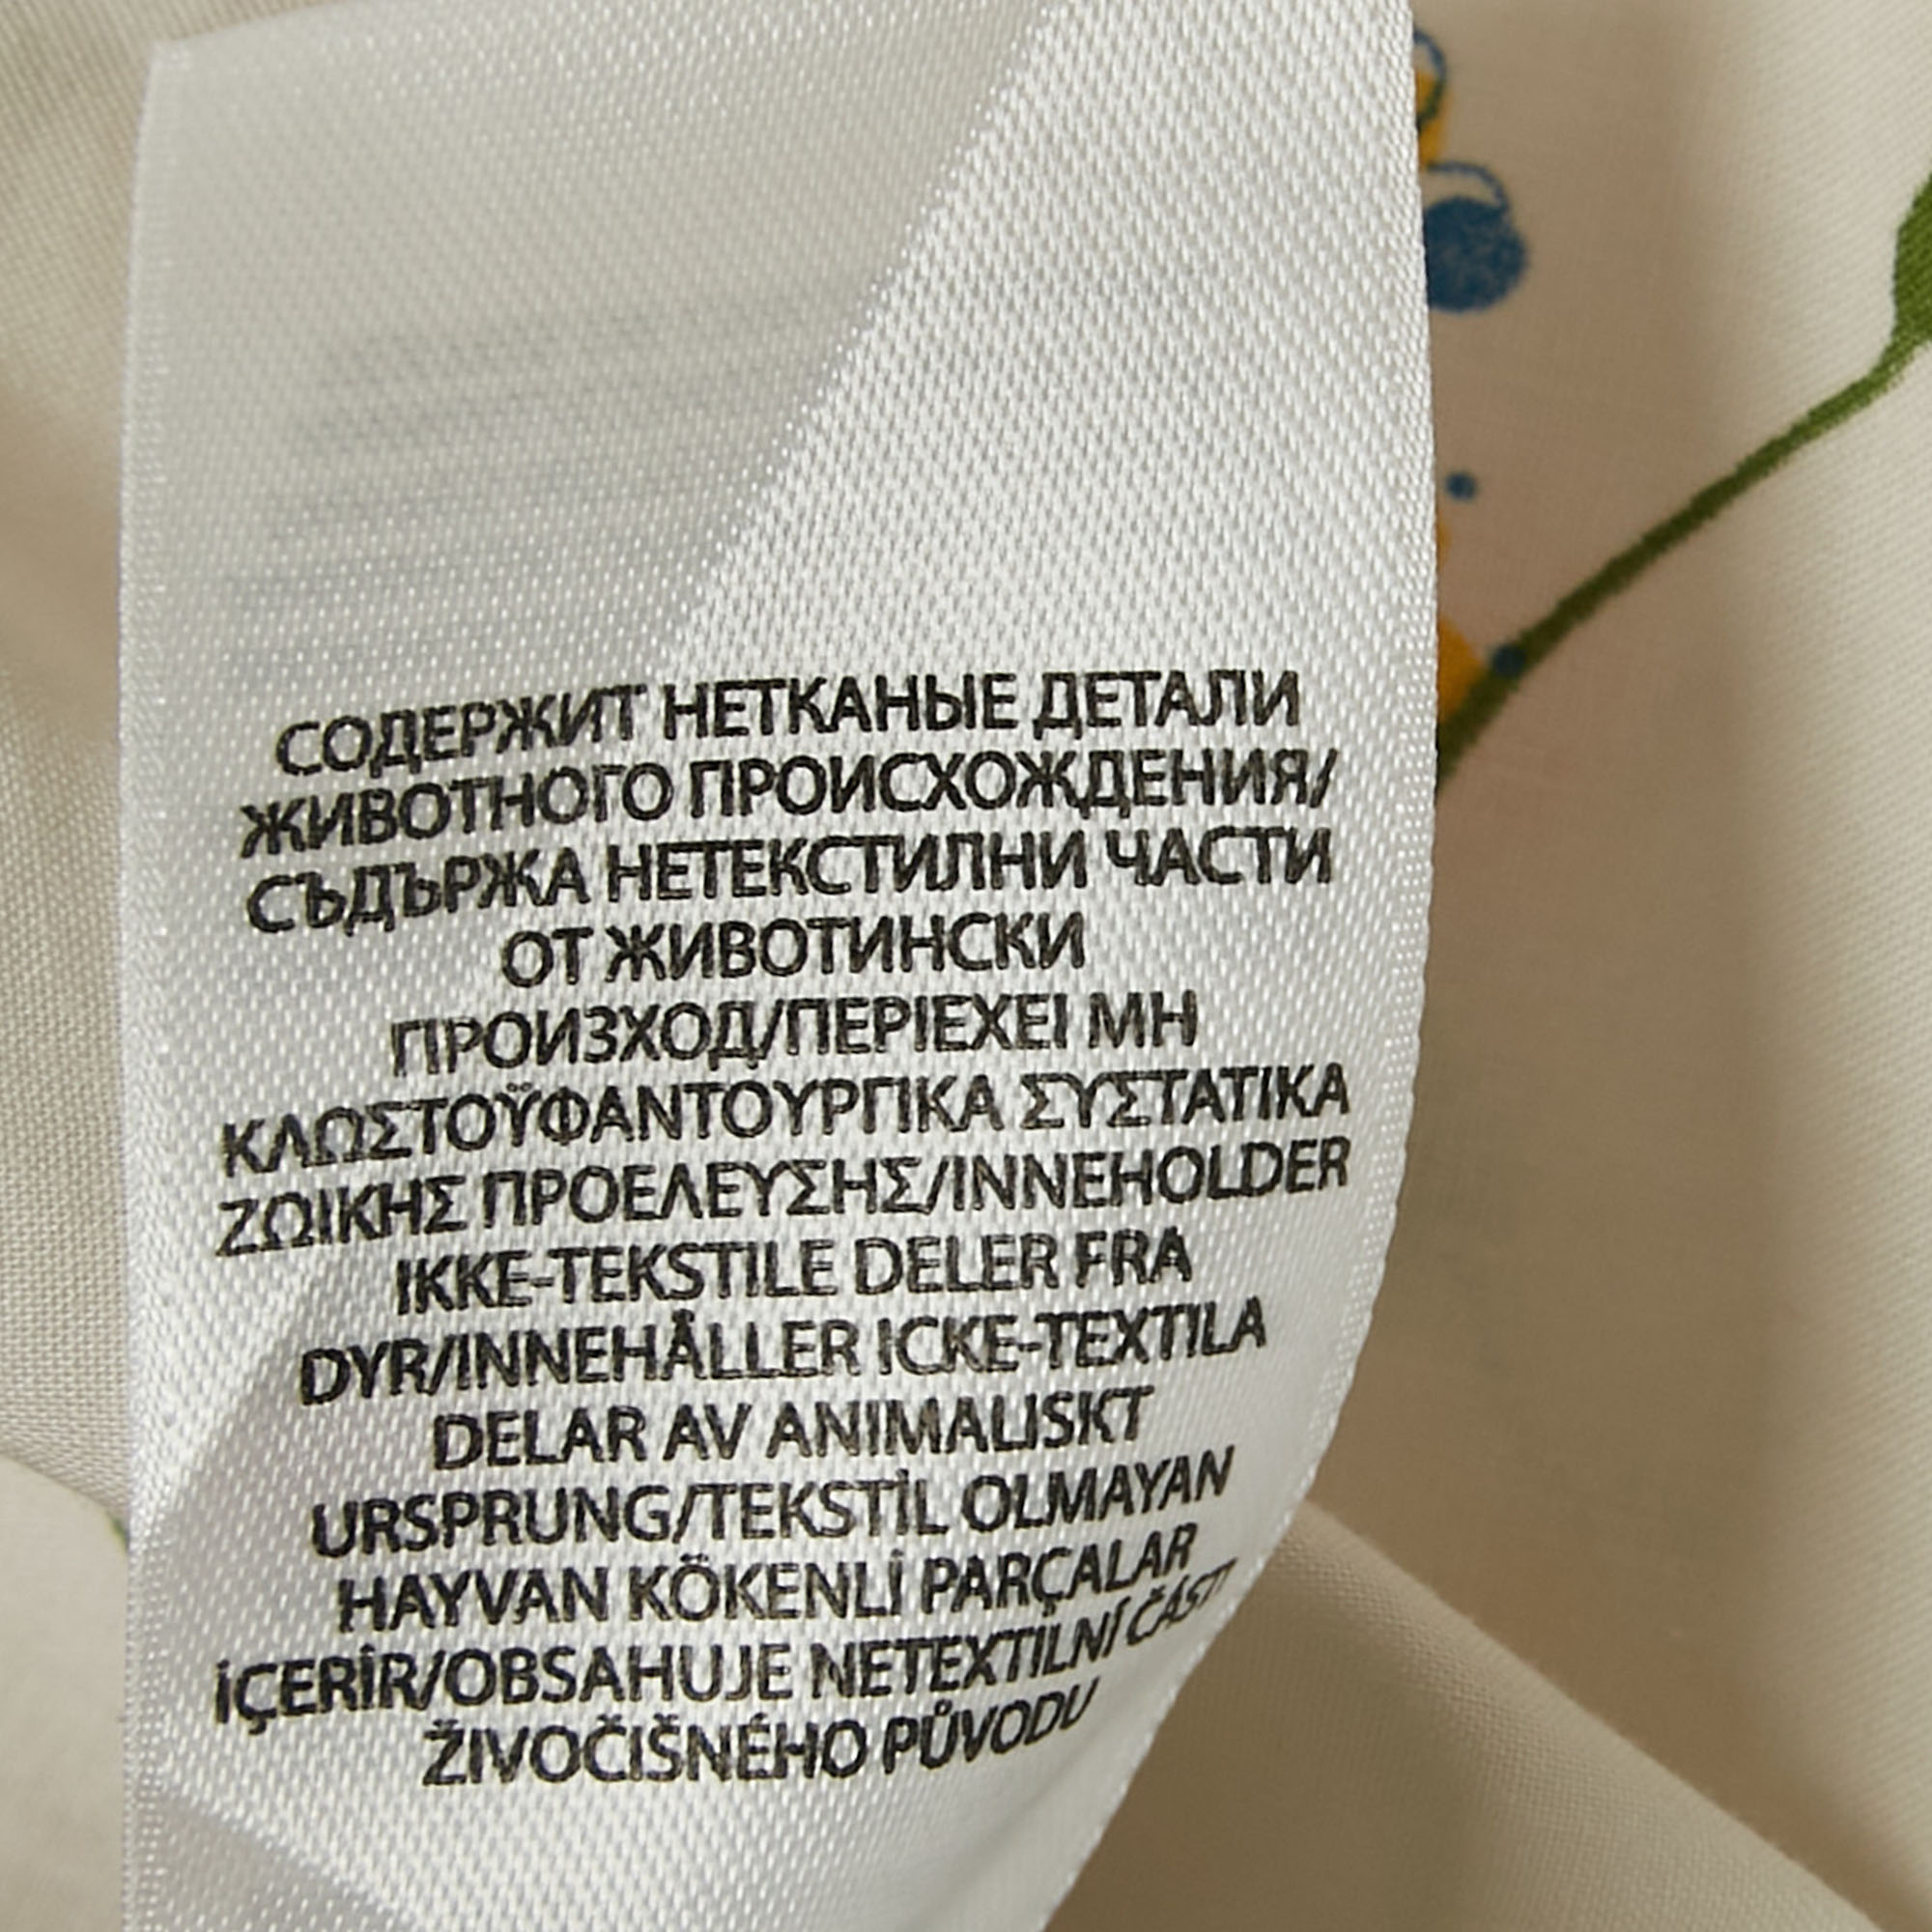 СОДЕРЖИТ НЕТКАНЫЕ ДЕТАЛИ
ЖИВОТНОГО ПРОИСХОЖДЕНИЯ/
СЪДЪРЖА НЕТЕКСТИЛНИ ЧАСТИ
ОТ ЖИВОТИНСКИ
ПРОИЗХОД/ΠΕΡΙΕΧΕΙ ΜΗ
ΚΛΩΣΤΟΫΦΑΝΤΟΥΡΓΙΚΑ ΣΥΣΤΑΤΙΚΑ
ΖΩΙΚΗΣ ΠΡΟΕΛΕΥΣΗΣ/INNEHOLDER
IKKE-TEKSTILE DELER FRA
DYR/INNEHÅLLER ICKE-TEXTILA
DELAR AV ANIMALISKT
URSPRUNG/TEKSTİL OLMAYAN
HAYVAN KÖKENLİ PARÇALAR
İÇERİR/OBSAHUJE NETEXTILNÍ ČÁSTI
ŽIVOČIŠNÉHO PŮVODU